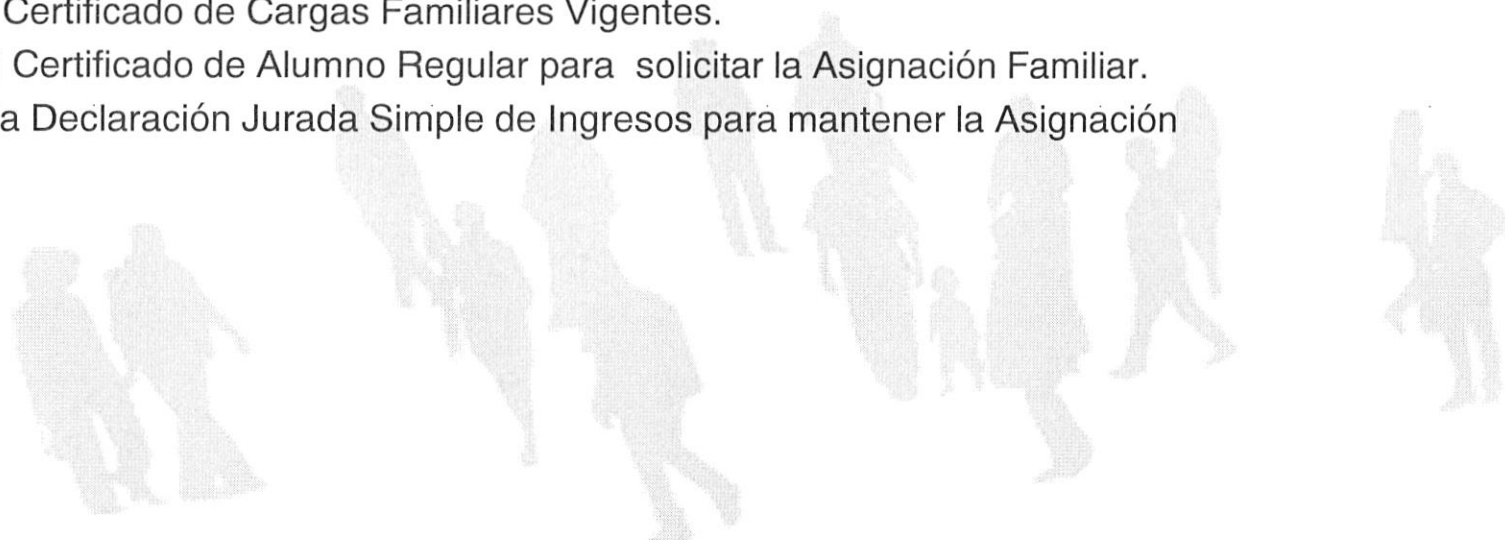 Certificado de Cargas Familiares Vigentes.
Certificado de Alumno Regular para solicitar la Asignación Familiar.
a Declaración Jurada Simple de Ingresos para mantener la Asignación